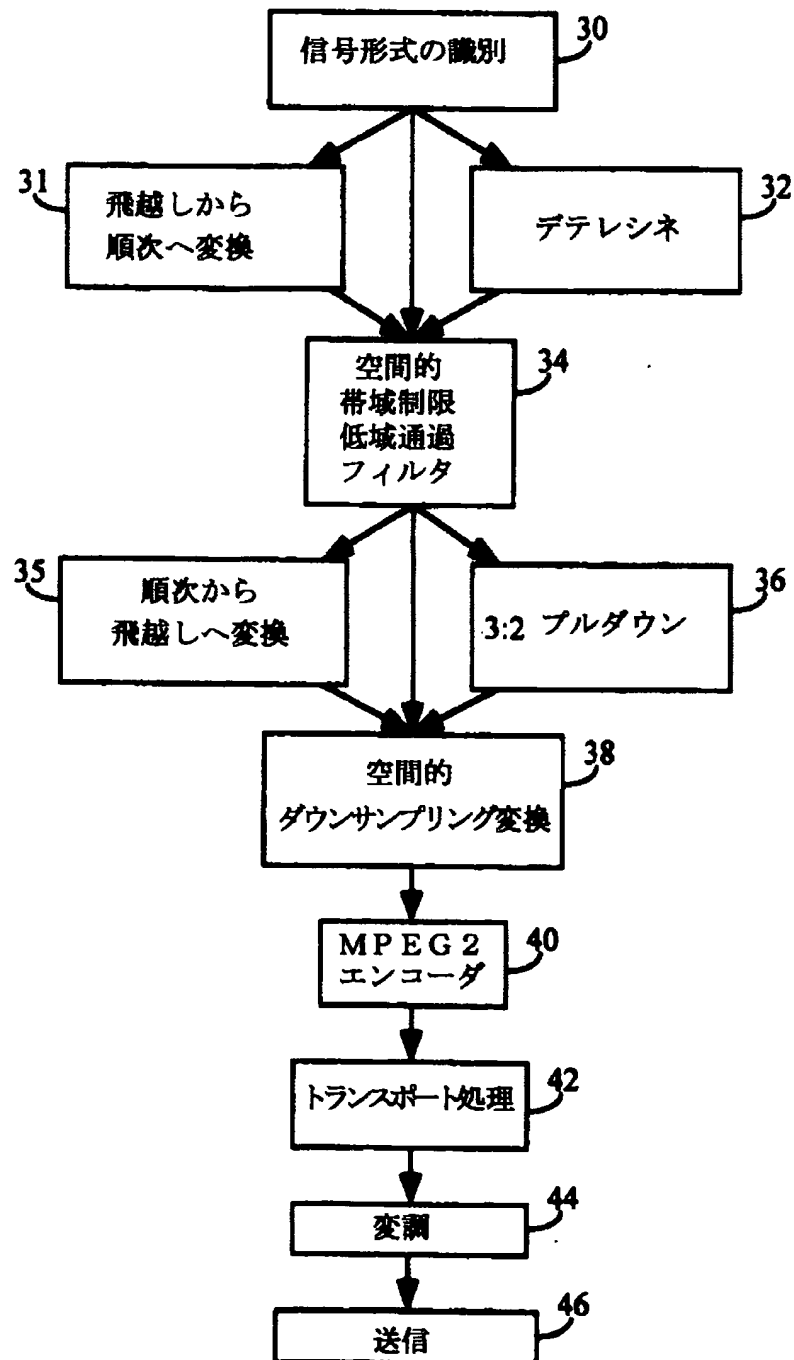 信号形式の識別
30
31
飛越しから
順次へ変換
デテレシネ
32
空間的
帯域制限
低域通過
フィルタ
34
35
順次から
飛越しへ変換
3:2 プルダウン
36
空間的
ダウンサンプリング変換
38
MPEG2
エンコーダ
40
トランスポート処理
42
変調
44
送信
46